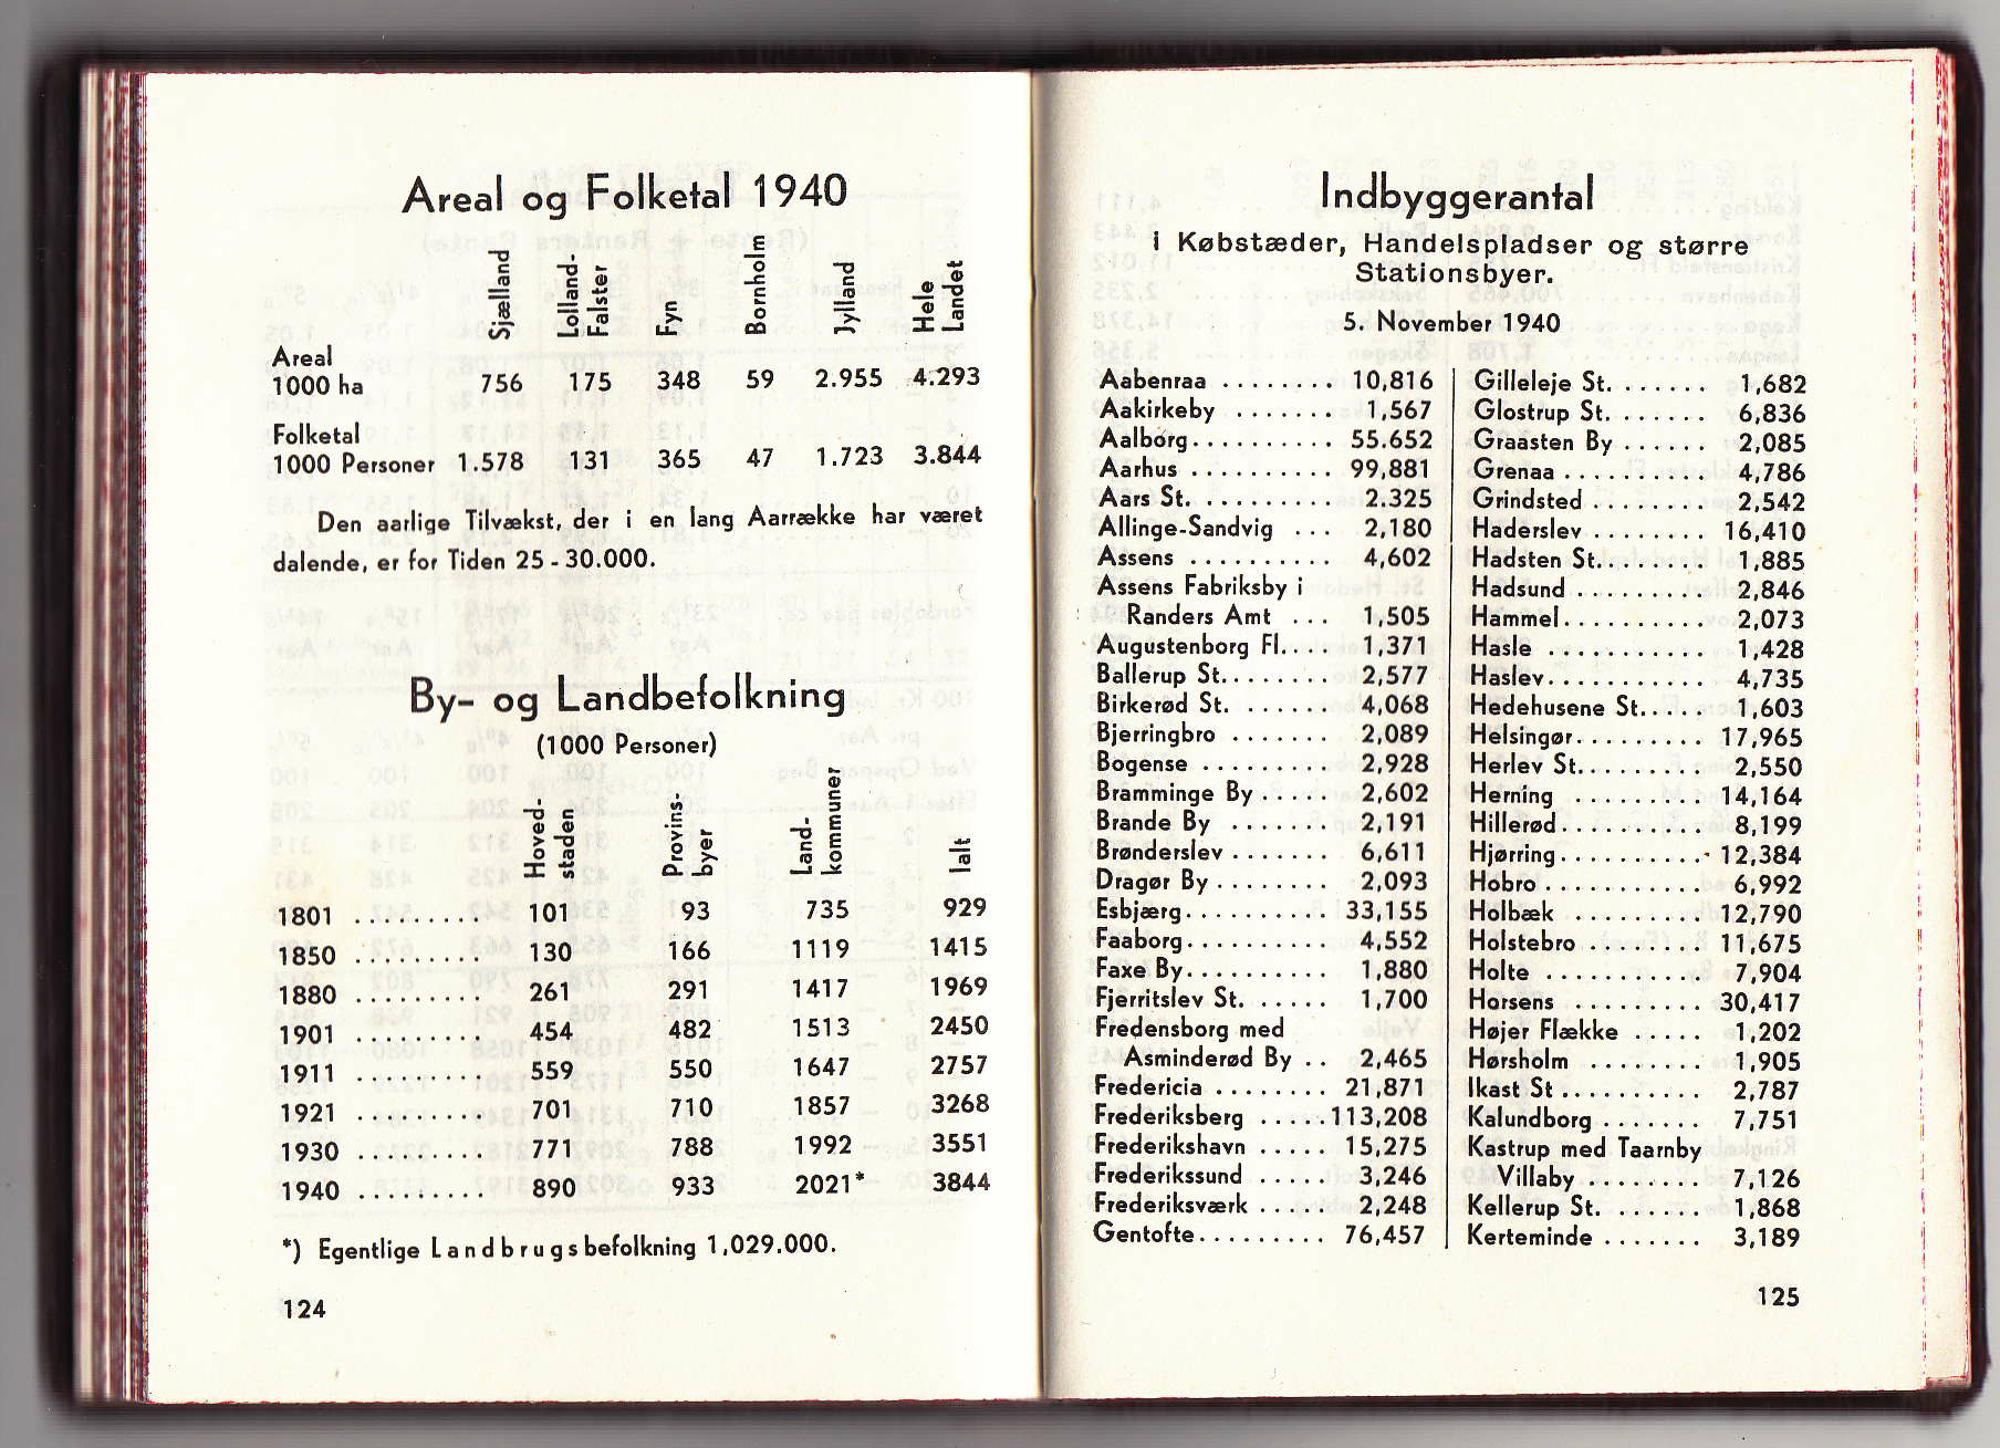 Areal og Folketal 1940
Sjælland Lolland-Falster Fyn Bornholm Jylland Hele Landet
Areal
1000 ha 756 175 348 59 2.955 4.293
Folketal
1000 Personer 1.578 131 365 47 1.723 3.844
Den aarlige Tilvækst, der i en lang Aarrække har været
dalende, er for Tiden 25 - 30.000.
By- og Landbefolkning
(1000 Personer)
Hoved-staden Provins-byer Land-kommuner Ialt
1801 ......... 101 93 735 929
1850 ......... 130 166 1119 1415
1880 ......... 261 291 1417 1969
1901 ......... 454 482 1513 2450
1911 ......... 559 550 1647 2757
1921 ......... 701 710 1857 3268
1930 ......... 771 788 1992 3551
1940 ......... 890 933 2021* 3844
*) Egentlige Landbrugsbefolkning 1,029.000.
124
Indbyggerantal
i Købstæder, Handelspladser og større
Stationsbyer.
5. November 1940
Aabenraa ........ 10,816
Aakirkeby ....... 1,567
Aalborg.......... 55.652
Aarhus .......... 99,881
Aars St. ......... 2.325
Allinge-Sandvig ... 2,180
Assens .......... 4,602
Assens Fabriksby i
Randers Amt ... 1,505
Augustenborg Fl.... 1,371
Ballerup St........ 2,577
Birkerød St. ...... 4,068
Bjerringbro ....... 2,089
Bogense ......... 2,928
Bramminge By..... 2,602
Brande By ....... 2,191
Brønderslev ....... 6,611
Dragør By ........ 2,093
Esbjærg.......... 33,155
Faaborg.......... 4,552
Faxe By.......... 1,880
Fjerritslev St. ...... 1,700
Fredensborg med
Asminderød By .. 2,465
Fredericia ........ 21,871
Frederiksberg ..... 113,208
Frederikshavn ..... 15,275
Frederikssund ..... 3,246
Frederiksværk ..... 2,248
Gentofte......... 76,457
Gilleleje St....... 1,682
Glostrup St....... 6,836
Graasten By ...... 2,085
Grenaa .......... 4,786
Grindsted ........ 2,542
Haderslev ........ 16,410
Hadsten St....... 1,885
Hadsund ......... 2,846
Hammel.......... 2,073
Hasle ........... 1,428
Haslev........... 4,735
Hedehusene St..... 1,603
Helsingør......... 17,965
Herlev St......... 2,550
Herning ......... 14,164
Hillerød.......... 8,199
Hjørring.......... 12,384
Hobro ........... 6,992
Holbæk ......... 12,790
Holstebro ........ 11,675
Holte ........... 7,904
Horsens ......... 30,417
Højer Flække ..... 1,202
Hørsholm ........ 1,905
Ikast St .......... 2,787
Kalundborg ....... 7,751
Kastrup med Taarnby
Villaby ........ 7,126
Kellerup St. ...... 1,868
Kerteminde ....... 3,189
125